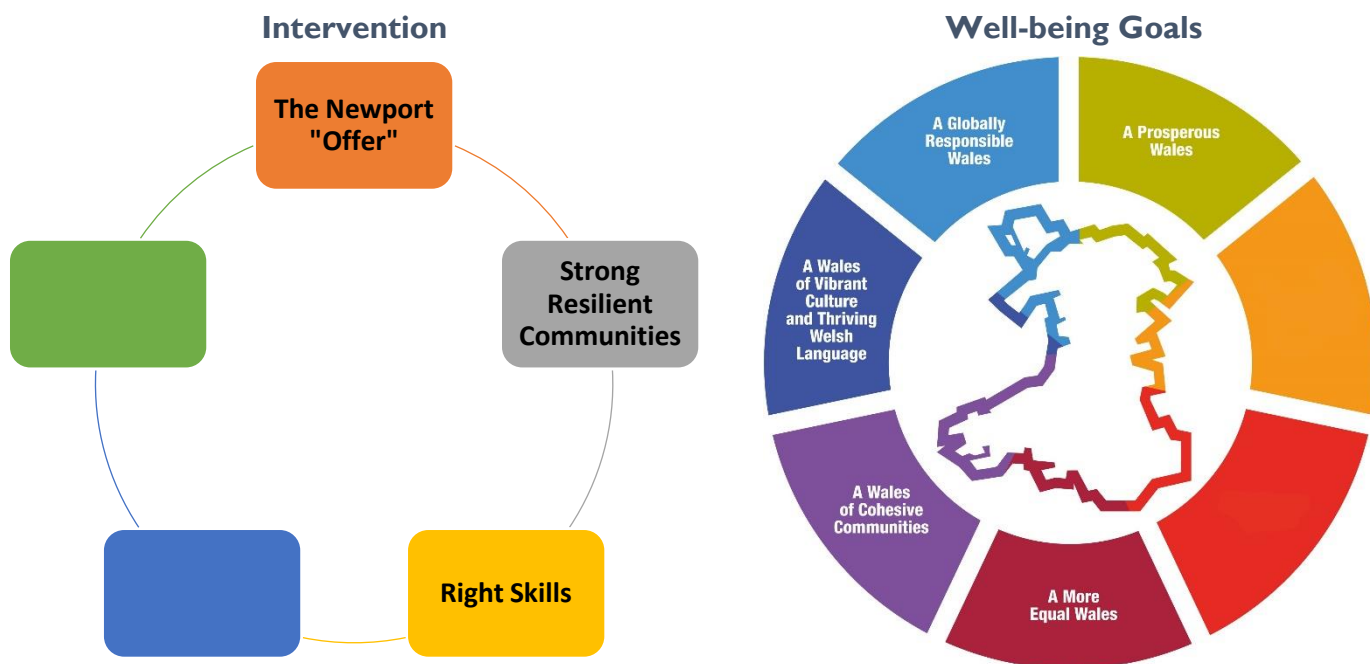 Intervention
The Newport
"Offer"
Strong
Resilient
Communities
Right Skills
Well-being Goals
A Globally
Responsible
Wales
A Prosperous
Wales
A Wales
of Vibrant
Culture
and Thriving
Welsh
Language
A Wales
of Cohesive
Communities
A More
Equal Wales